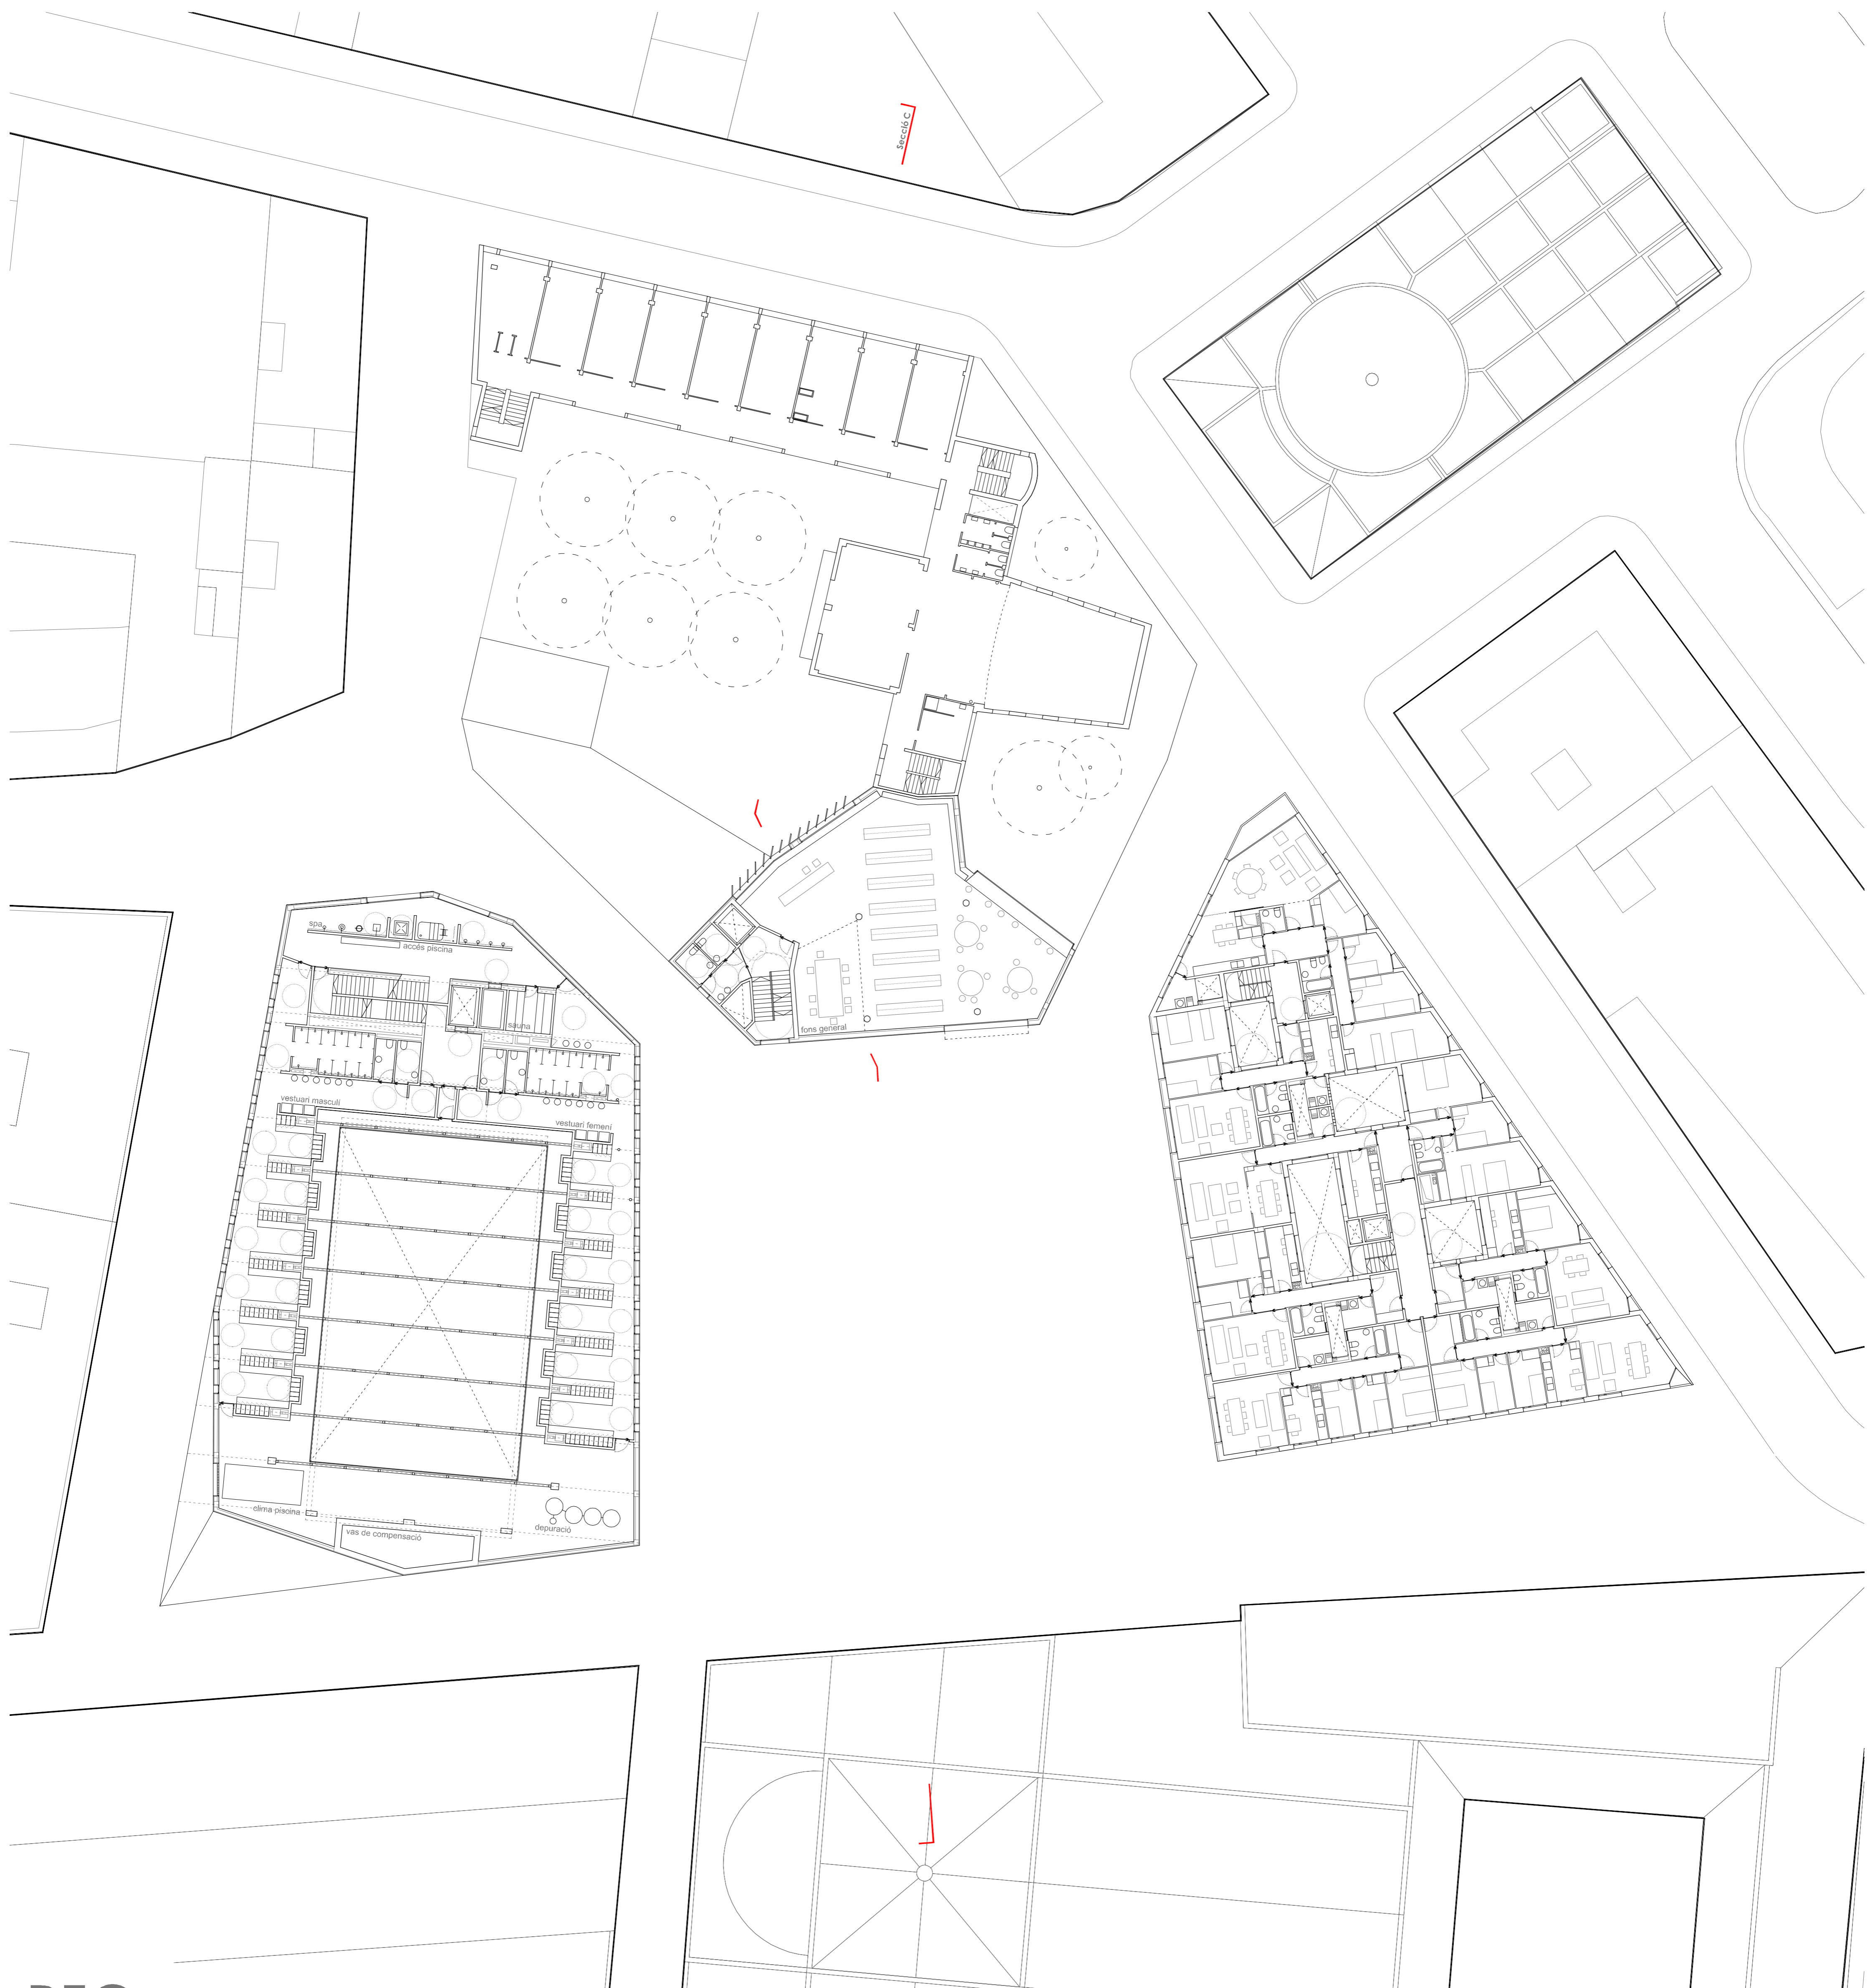 Secció C
spa
accés piscina
sauna
fons general
vestuari masculí
vestuari femení
clima piscina
depuració
vas de compensació